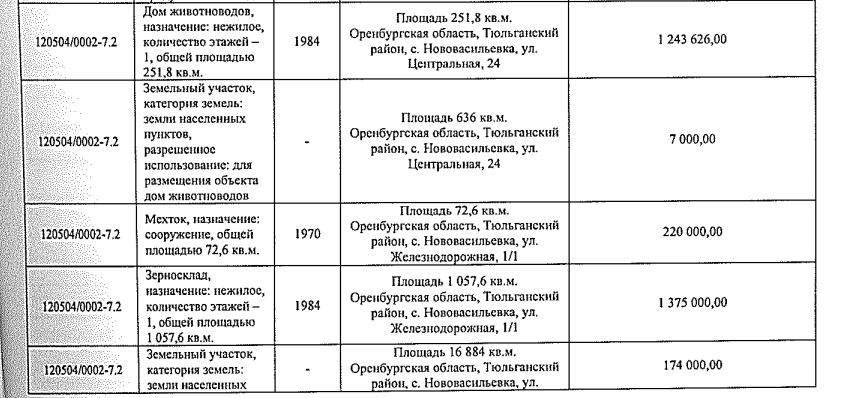 120504/0002-7.2
Дом животноводов,
назначение: нежилое,
количество этажей –
1, общей площадью
251,8 кв.м.
1984
Площадь 251,8 кв.м.
Оренбургская область, Тюльганский
район, с. Нововасильевка, ул.
Центральная, 24
1 243 626,00
120504/0002-7.2
Земельный участок,
категория земель:
земли населенных
пунктов,
разрешенное
использование: для
размещения объекта
дом животноводов
-
Площадь 636 кв.м.
Оренбургская область, Тюльганский
район, с. Нововасильевка, ул.
Центральная, 24
7 000,00
120504/0002-7.2
Мехток, назначение:
сооружение, общей
площадью 72,6 кв.м.
1970
Площадь 72,6 кв.м.
Оренбургская область, Тюльганский
район, с. Нововасильевка, ул.
Железнодорожная, 1/1
220 000,00
120504/0002-7.2
Зерносклад,
назначение: нежилое,
количество этажей –
1, общей площадью
1 057,6 кв.м.
1984
Площадь 1 057,6 кв.м.
Оренбургская область, Тюльганский
район, с. Нововасильевка, ул.
Железнодорожная, 1/1
1 375 000,00
120504/0002-7.2
Земельный участок,
категория земель:
земли населенных
-
Площадь 16 884 кв.м.
Оренбургская область, Тюльганский
район, с. Нововасильевка, ул.
174 000,00